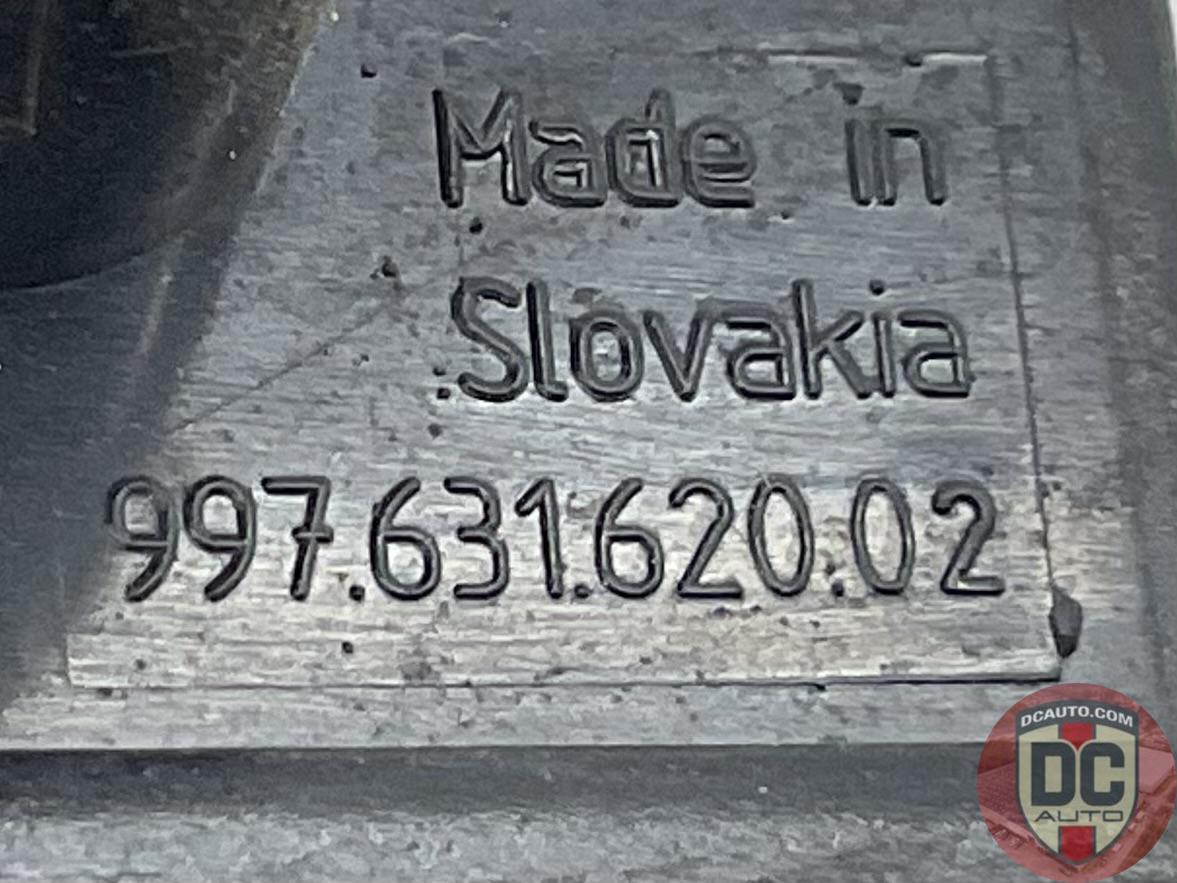 Made in
Slovakia
997.631.620.02
DCAUTO.COM
DC
AUTO